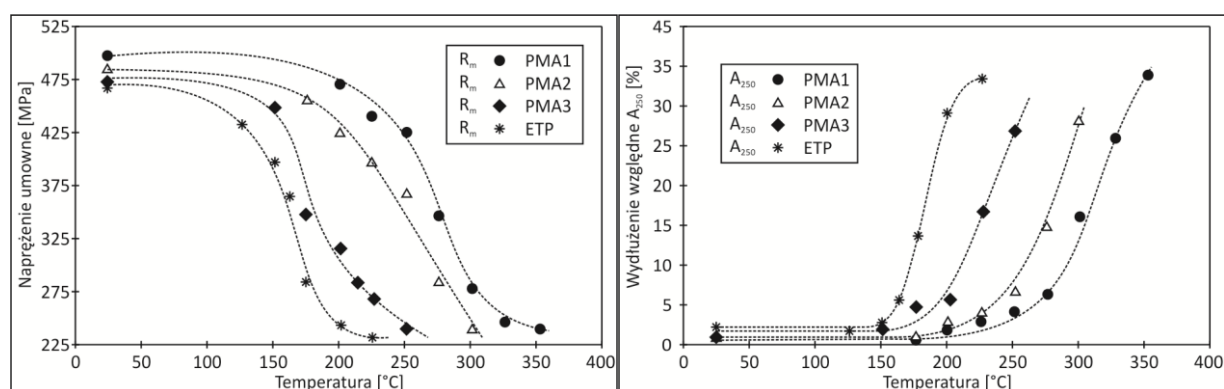 Naprężenie umowne [MPa]
525
475
425
375
325
275
225
0 50 100 150 200 250 300 350 400
Temperatura [°C]
Rₘ PMA1
Rₘ PMA2
Rₘ PMA3
Rₘ ETP
Wydłużenie względne A₂₅₀ [%]
40
35
30
25
20
15
10
5
0
0 50 100 150 200 250 300 350 400
Temperatura [°C]
A₂₅₀ PMA1
A₂₅₀ PMA2
A₂₅₀ PMA3
A₂₅₀ ETP